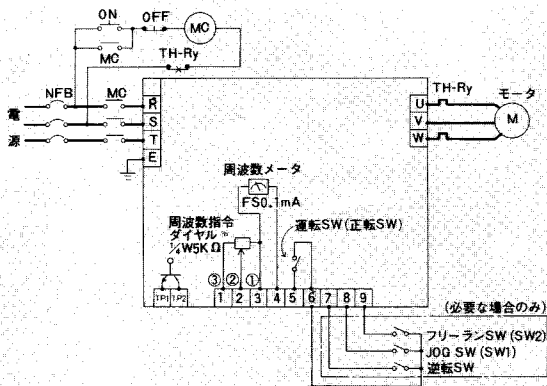 ON
OFF
MC
MC
TH-Ry
NFB
MC
電
源
R
S
T
E
U
V
W
TH-Ry
モータ
M
周波数メータ
FS0.1mA
周波数指令
ダイヤル
1/4W5KΩ
運転SW(正転SW)
③ ② ①
TP1 TP2
1 2 3 4 5 6 7 8 9
(必要な場合のみ)
フリーランSW(SW2)
JOG SW(SW1)
逆転SW